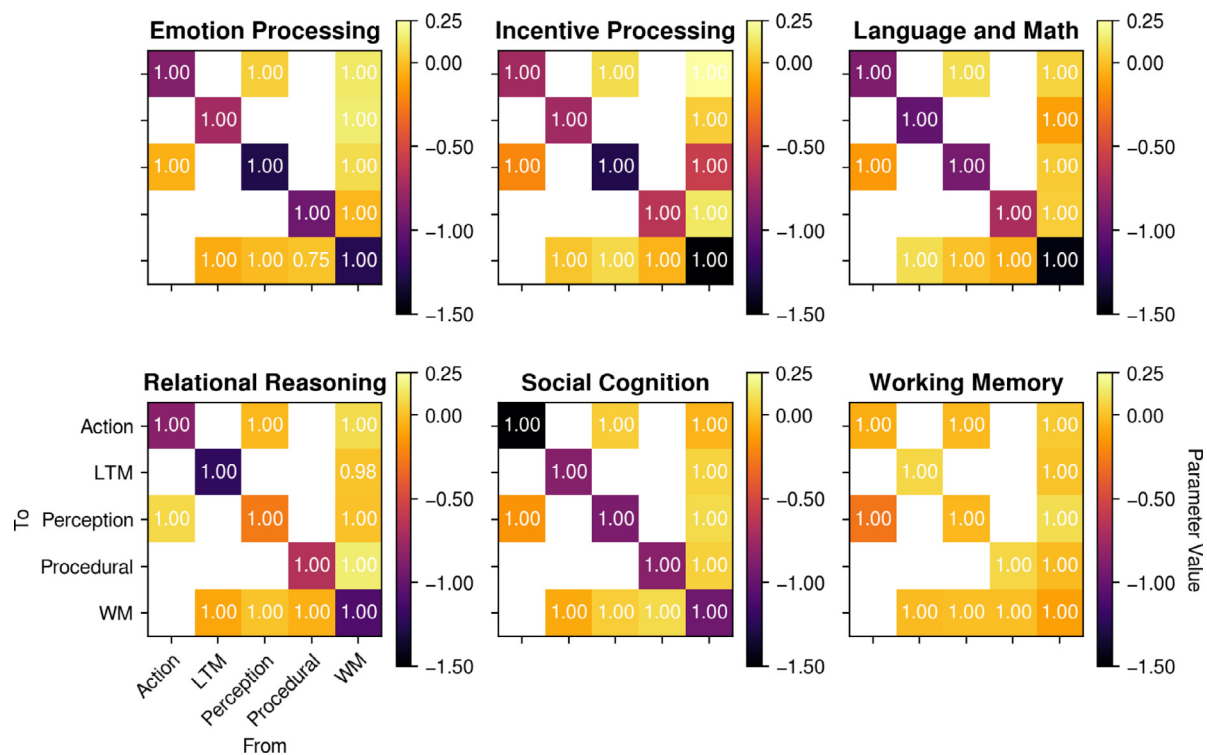 Emotion Processing
1.00 1.00 1.00
1.00 1.00
1.00 1.00 1.00
1.00 1.00
1.00 1.00 0.75 1.00
0.25
0.00
−0.50
−1.00
−1.50
Incentive Processing
1.00 1.00 1.00
1.00 1.00
1.00 1.00 1.00
1.00 1.00
1.00 1.00 1.00 1.00
0.25
0.00
−0.50
−1.00
−1.50
Language and Math
1.00 1.00 1.00
1.00 1.00
1.00 1.00 1.00
1.00 1.00
1.00 1.00 1.00 1.00
0.25
0.00
−0.50
−1.00
−1.50
Relational Reasoning
To
Action 1.00 1.00 1.00
LTM 1.00 0.98
Perception 1.00 1.00 1.00
Procedural 1.00 1.00
WM 1.00 1.00 1.00 1.00
Action LTM Perception Procedural WM
From
0.25
0.00
−0.50
−1.00
−1.50
Social Cognition
1.00 1.00 1.00
1.00 1.00
1.00 1.00 1.00
1.00 1.00
1.00 1.00 1.00 1.00
0.25
0.00
−0.50
−1.00
−1.50
Working Memory
1.00 1.00 1.00
1.00 1.00
1.00 1.00 1.00
1.00 1.00
1.00 1.00 1.00 1.00
0.25
0.00
−0.50
−1.00
−1.50
Parameter Value